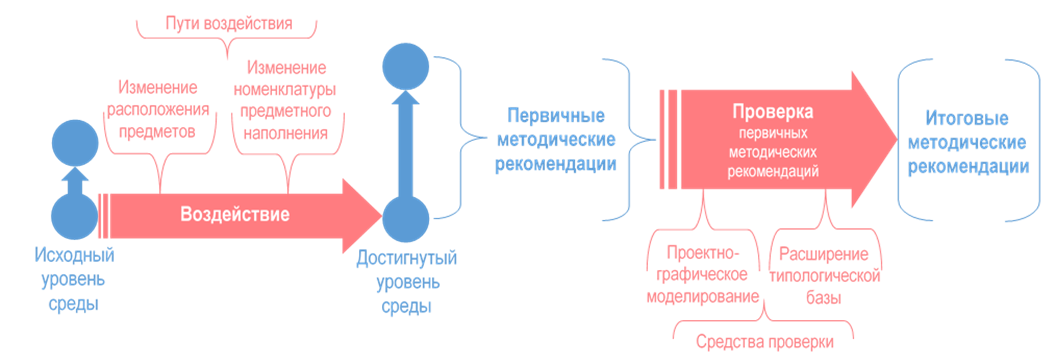 Пути воздействия
Изменение
расположения
предметов
Изменение
номенклатуры
предметного
наполнения
Воздействие
Исходный
уровень
среды
Достигнутый
уровень
среды
Первичные
методические
рекомендации
Проверка
первичных
методических
рекомендаций
Проектно-
графическое
моделирование
Расширение
типологической
базы
Средства проверки
Итоговые
методические
рекомендации